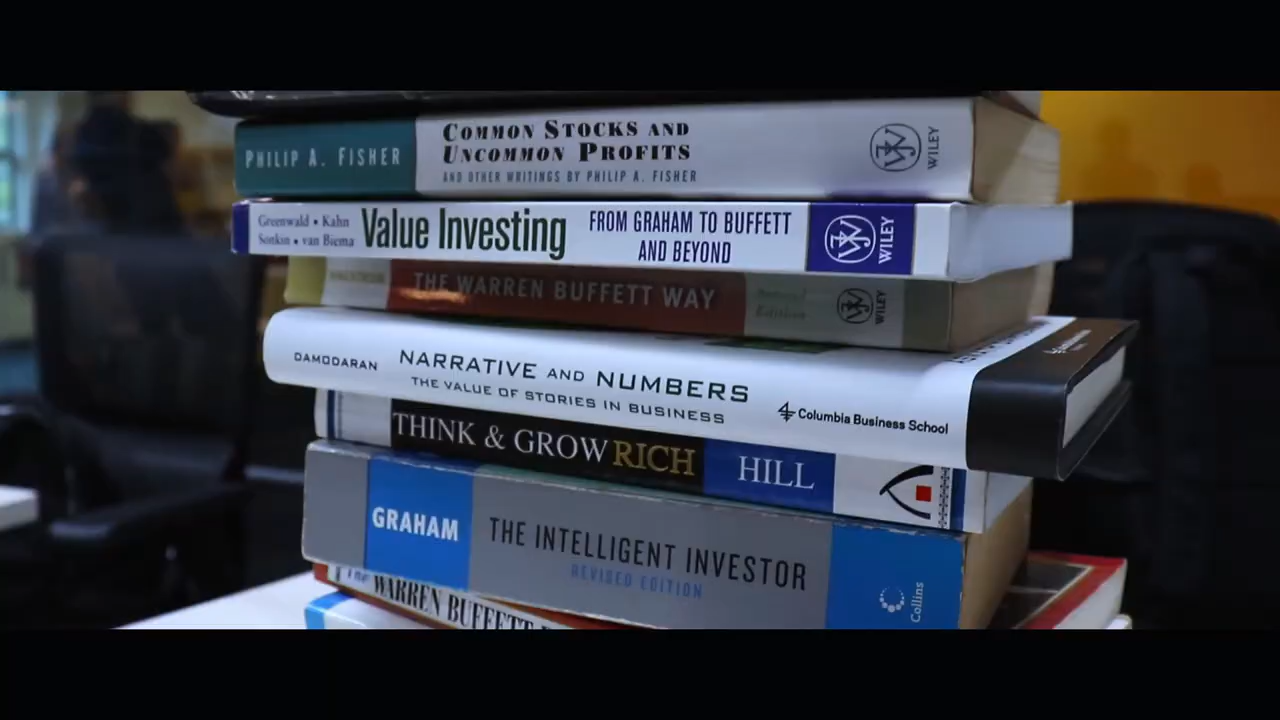 PHILIP A. FISHER
COMMON STOCKS AND
UNCOMMON PROFITS
AND OTHER WRITINGS BY PHILIP A. FISHER
WILEY
Greenwald • Kahn
Sonkin • van Biema
Value Investing
FROM GRAHAM TO BUFFETT
AND BEYOND
WILEY
THE WARREN BUFFETT WAY
Second
Edition
WILEY
DAMODARAN
NARRATIVE AND NUMBERS
THE VALUE OF STORIES IN BUSINESS
Columbia Business School
THINK & GROW RICH
HILL
GRAHAM
THE INTELLIGENT INVESTOR
REVISED EDITION
Collins
The WARREN BUFFETT